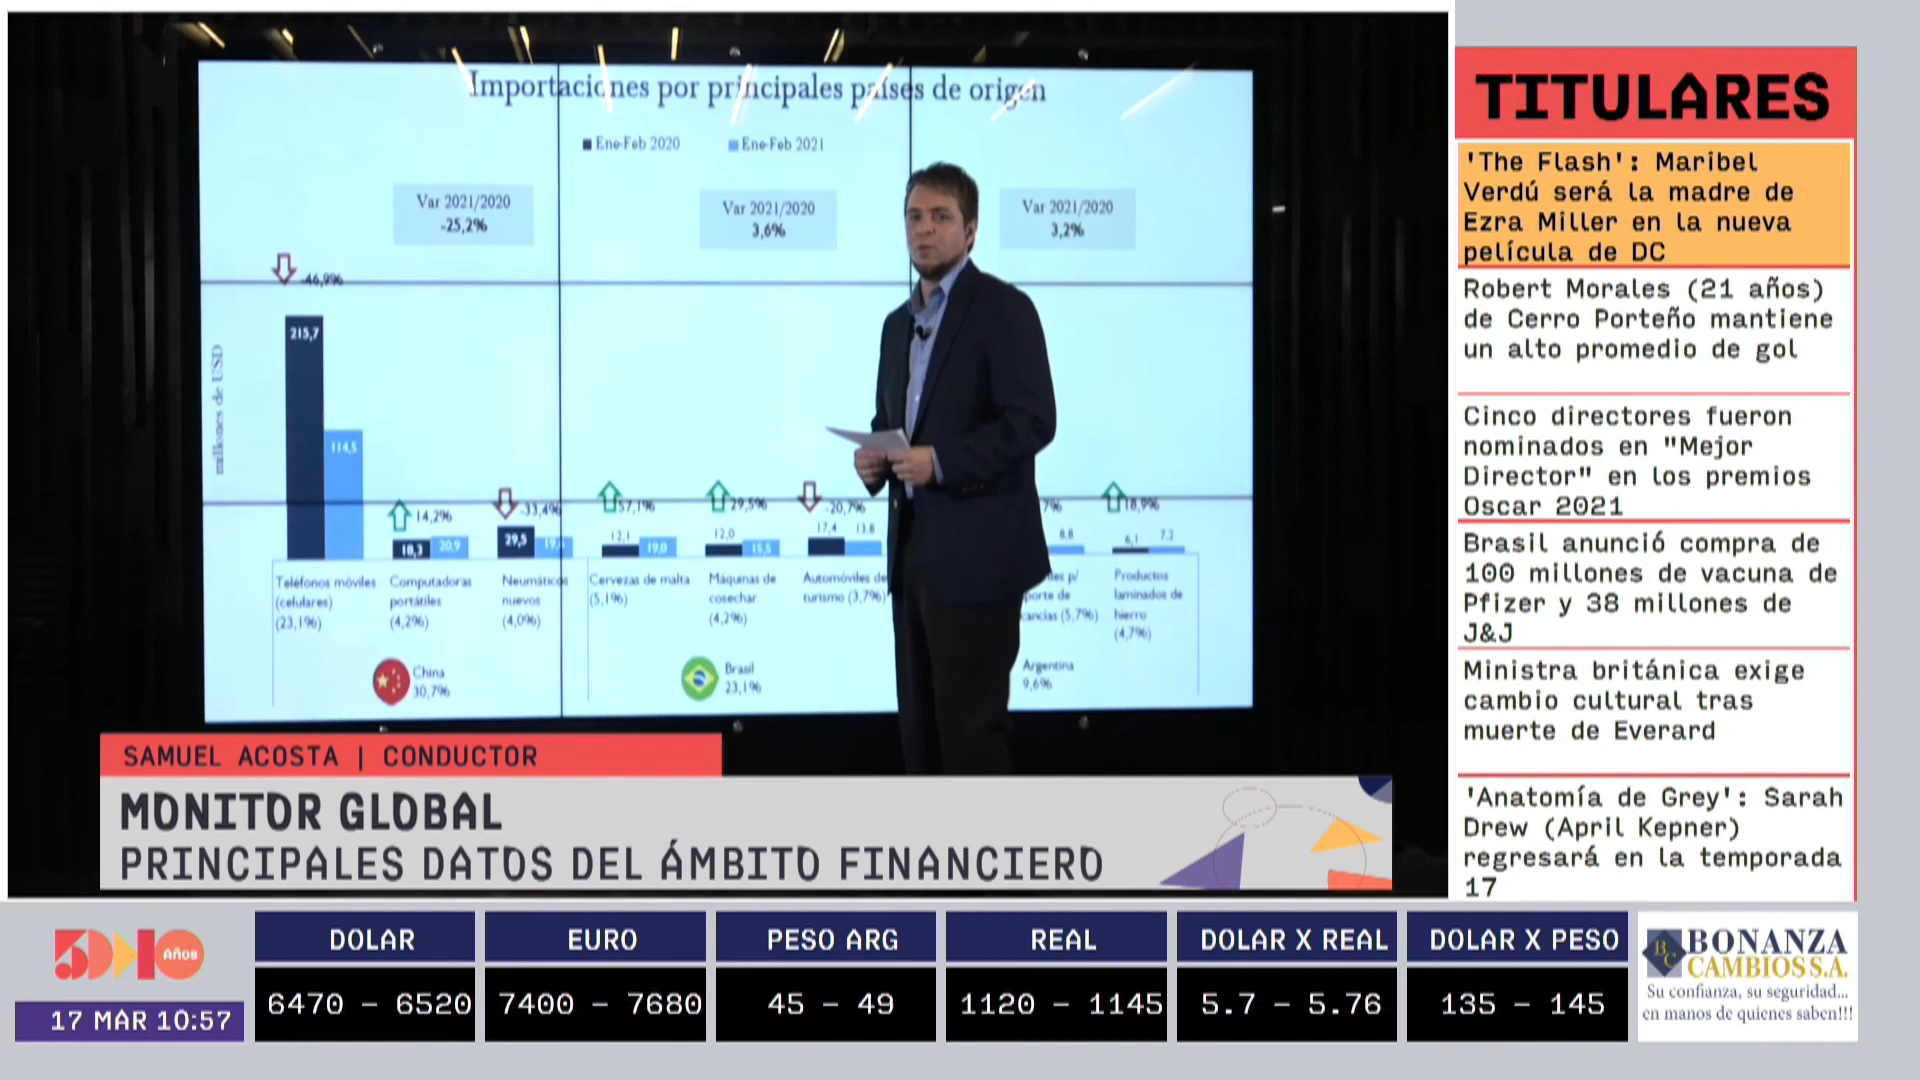 Importaciones por principales países de origen
Ene-Feb 2020
Ene-Feb 2021
Var 2021/2020
-25,2%
Var 2021/2020
3,6%
Var 2021/2020
3,2%
-46,9%
millones de USD
215,7
114,5
14,2%
18,3
20,9
-33,4%
29,5
57,1%
12,1
19,0
29,5%
12,0
15,5
-20,7%
17,4
13,8
7%
8,8
18,9%
6,1
7,2
Teléfonos móviles
(celulares)
(23,1%)
Computadoras
portátiles
(4,2%)
Neumáticos
nuevos
(4,0%)
Cervezas de malta
(5,1%)
Máquinas de
cosechar
(4,2%)
Automóviles de
turismo (3,7%)
les p/
porte de
cancías (5,7%)
Productos
laminados de
hierro
(4,7%)
China
30,7%
Brasil
23,1%
Argentina
9,6%
SAMUEL ACOSTA | CONDUCTOR
MONITOR GLOBAL
PRINCIPALES DATOS DEL ÁMBITO FINANCIERO
TITULARES
'The Flash': Maribel
Verdú será la madre de
Ezra Miller en la nueva
película de DC
Robert Morales (21 años)
de Cerro Porteño mantiene
un alto promedio de gol
Cinco directores fueron
nominados en "Mejor
Director" en los premios
Oscar 2021
Brasil anunció compra de
100 millones de vacuna de
Pfizer y 38 millones de
J&J
Ministra británica exige
cambio cultural tras
muerte de Everard
'Anatomía de Grey': Sarah
Drew (April Kepner)
regresará en la temporada
17
5D10 Años
17 MAR 10:57
DOLAR
6470 - 6520
EURO
7400 - 7680
PESO ARG
45 - 49
REAL
1120 - 1145
DOLAR X REAL
5.7 - 5.76
DOLAR X PESO
135 - 145
BC
BONANZA
CAMBIOS S.A.
Su confianza, su seguridad...
en manos de quienes saben!!!